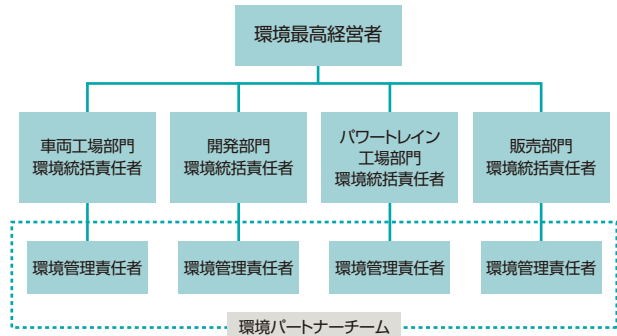 環境最高経営者
車両工場部門
環境統括責任者
開発部門
環境統括責任者
パワートレイン
工場部門
環境統括責任者
販売部門
環境統括責任者
環境管理責任者
環境管理責任者
環境管理責任者
環境管理責任者
環境パートナーチーム